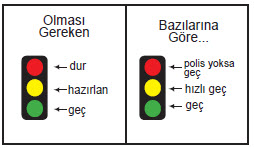 Olması
Gereken
dur
hazırlan
geç
Bazılarına
Göre...
polis yoksa
geç
hızlı geç
geç